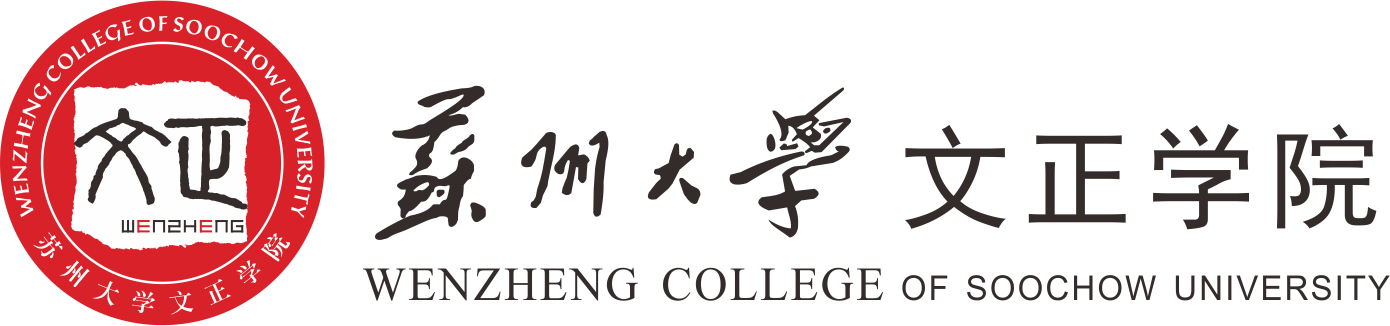 WENZHENG COLLEGE OF SOOCHOW UNIVERSITY
文正
WENZHENG
苏州大学文正学院
蘇州大學 文正学院
WENZHENG COLLEGE OF SOOCHOW UNIVERSITY